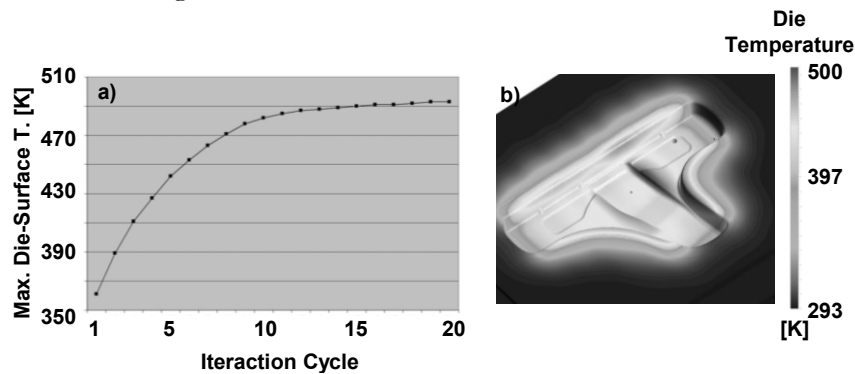 a)
Max. Die-Surface T. [K]
510
470
430
390
350
1 5 10 15 20
Iteraction Cycle
b)
Die
Temperature
500
397
293
[K]